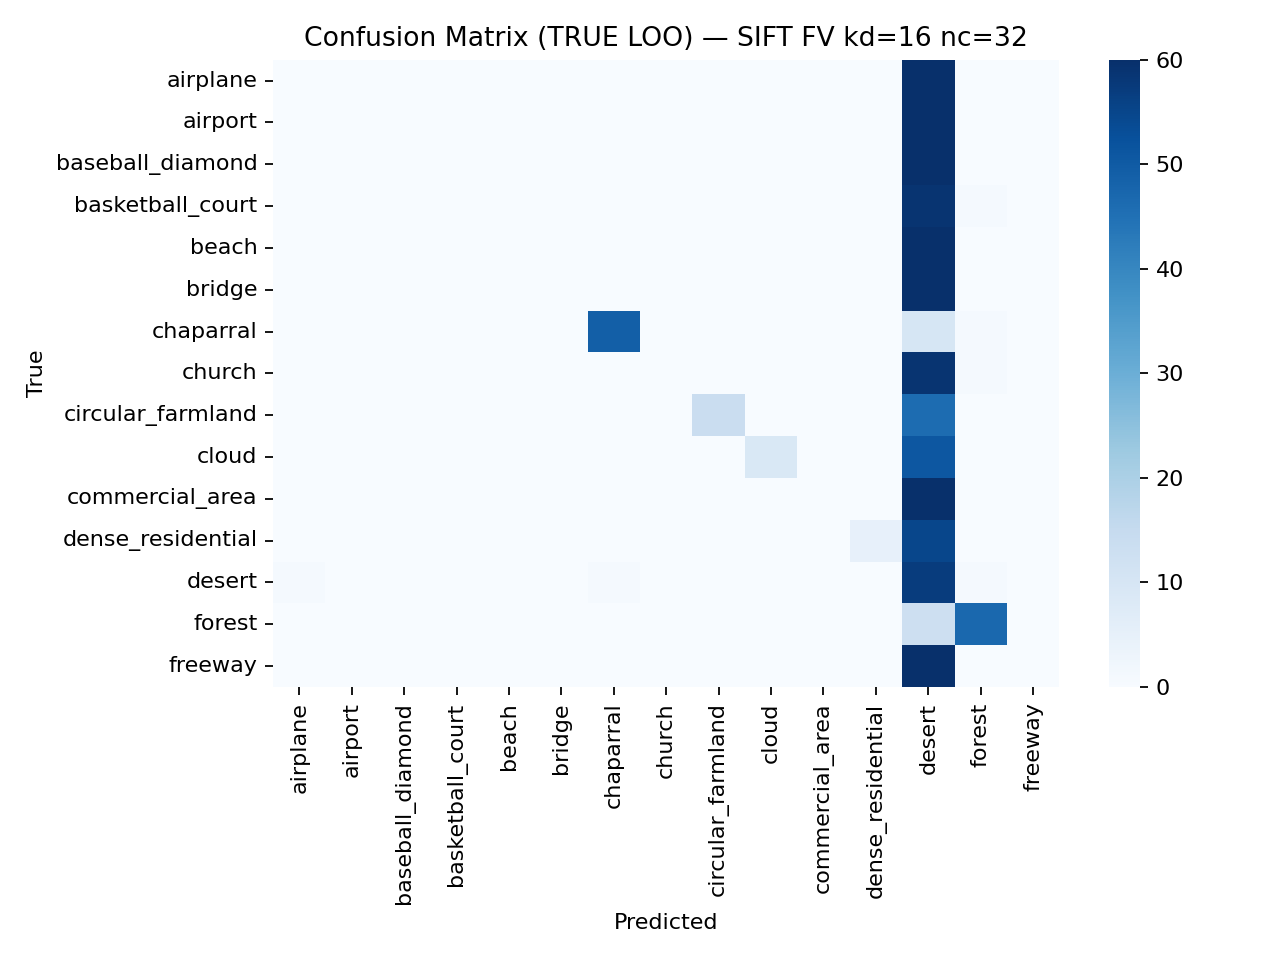 Confusion Matrix (TRUE LOO) — SIFT FV kd=16 nc=32
True
airplane
airport
baseball_diamond
basketball_court
beach
bridge
chaparral
church
circular_farmland
cloud
commercial_area
dense_residential
desert
forest
freeway
airplane
airport
baseball_diamond
basketball_court
beach
bridge
chaparral
church
circular_farmland
cloud
commercial_area
dense_residential
desert
forest
freeway
Predicted
60
50
40
30
20
10
0